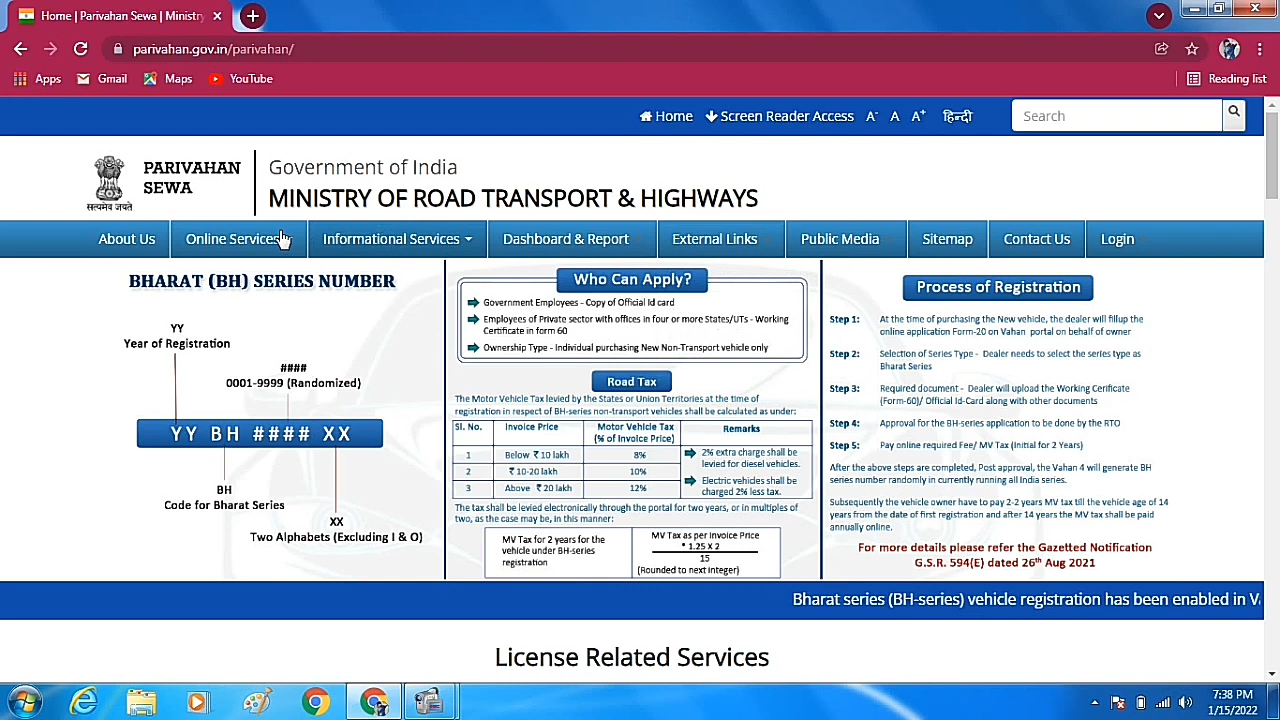 Home | Parivahan Sewa | Ministry
parivahan.gov.in/parivahan/
Apps Gmail Maps YouTube Reading list
Home Screen Reader Access A- A A+ हिन्दी Search
PARIVAHAN SEWA
सत्यमेव जयते
Government of India
MINISTRY OF ROAD TRANSPORT & HIGHWAYS
About Us Online Services Informational Services Dashboard & Report External Links Public Media Sitemap Contact Us Login
BHARAT (BH) SERIES NUMBER
YY
Year of Registration
####
0001-9999 (Randomized)
YY BH #### XX
BH
Code for Bharat Series
XX
Two Alphabets (Excluding I & O)
Who Can Apply?
Government Employees - Copy of Official Id card
Employees of Private sector with offices in four or more States/UTs - Working
Certificate in form 60
Ownership Type - Individual purchasing New Non-Transport vehicle only
Road Tax
The Motor Vehicle Tax levied by the States or Union Territories at the time of
registration in respect of BH-series non-transport vehicles shall be calculated as under:
Sl. No. Invoice Price Motor Vehicle Tax (% of Invoice Price) Remarks
1 Below ₹ 10 lakh 8%
2 ₹ 10-20 lakh 10%
3 Above ₹ 20 lakh 12%
2% extra charge shall be
levied for diesel vehicles.
Electric vehicles shall be
charged 2% less tax.
The tax shall be levied electronically through the portal for two years, or in multiples of
two, as the case may be, in this manner:
MV Tax for 2 years for the
vehicle under BH-series
registration
MV Tax as per Invoice Price
* 1.25 X 2
15
(Rounded to next integer)
Process of Registration
Step 1: At the time of purchasing the New vehicle, the dealer will fillup the
online application Form-20 on Vahan portal on behalf of owner
Step 2: Selection of Series Type - Dealer needs to select the series type as
Bharat Series
Step 3: Required document - Dealer will upload the Working Cerificate
(Form-60)/ Official Id-Card along with other documents
Step 4: Approval for the BH-series application to be done by the RTO
Step 5: Pay online required Fee/ MV Tax (Initial for 2 Years)
After the above steps are completed, Post approval, the Vahan 4 will generate BH
series number randomly in currently running all India series.
Subsequently the vehicle owner have to pay 2-2 years MV tax till the vehicle age of 14
years from the date of first registration and after 14 years the MV tax shall be paid
annually online.
For more details please refer the Gazetted Notification
G.S.R. 594(E) dated 26th Aug 2021
Bharat series (BH-series) vehicle registration has been enabled in V
License Related Services
7:38 PM
1/15/2022